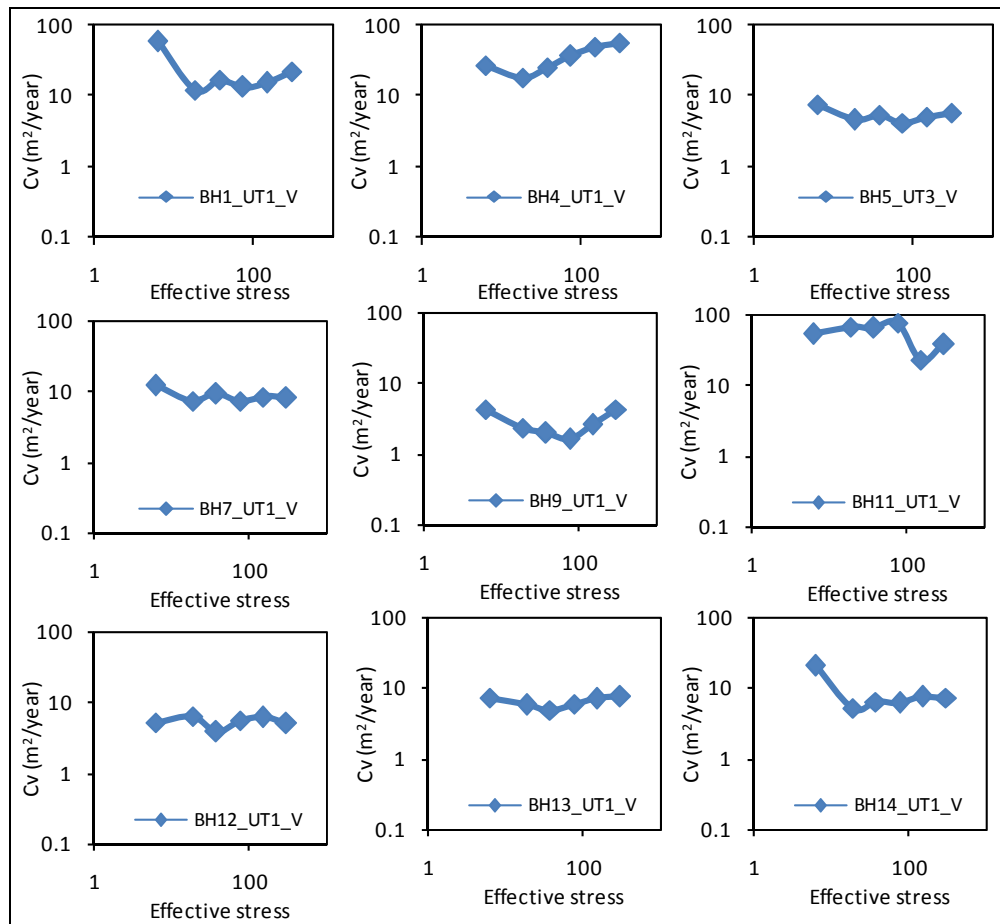 100
10
1
0.1
Cv (m²/year)
BH1_UT1_V
1
100
Effective stress
100
10
1
0.1
Cv (m²/year)
BH4_UT1_V
1
100
Effective stress
100
10
1
0.1
Cv (m²/year)
BH5_UT3_V
1
100
Effective stress
100
10
1
0.1
Cv (m²/year)
BH7_UT1_V
1
100
Effective stress
100
10
1
0.1
Cv (m²/year)
BH9_UT1_V
1
100
Effective stress
100
10
1
0.1
Cv (m²/year)
BH11_UT1_V
1
100
Effective stress
100
10
1
0.1
Cv (m²/year)
BH12_UT1_V
1
100
Effective stress
100
10
1
0.1
Cv (m²/year)
BH13_UT1_V
1
100
Effective stress
100
10
1
0.1
Cv (m²/year)
BH14_UT1_V
1
100
Effective stress